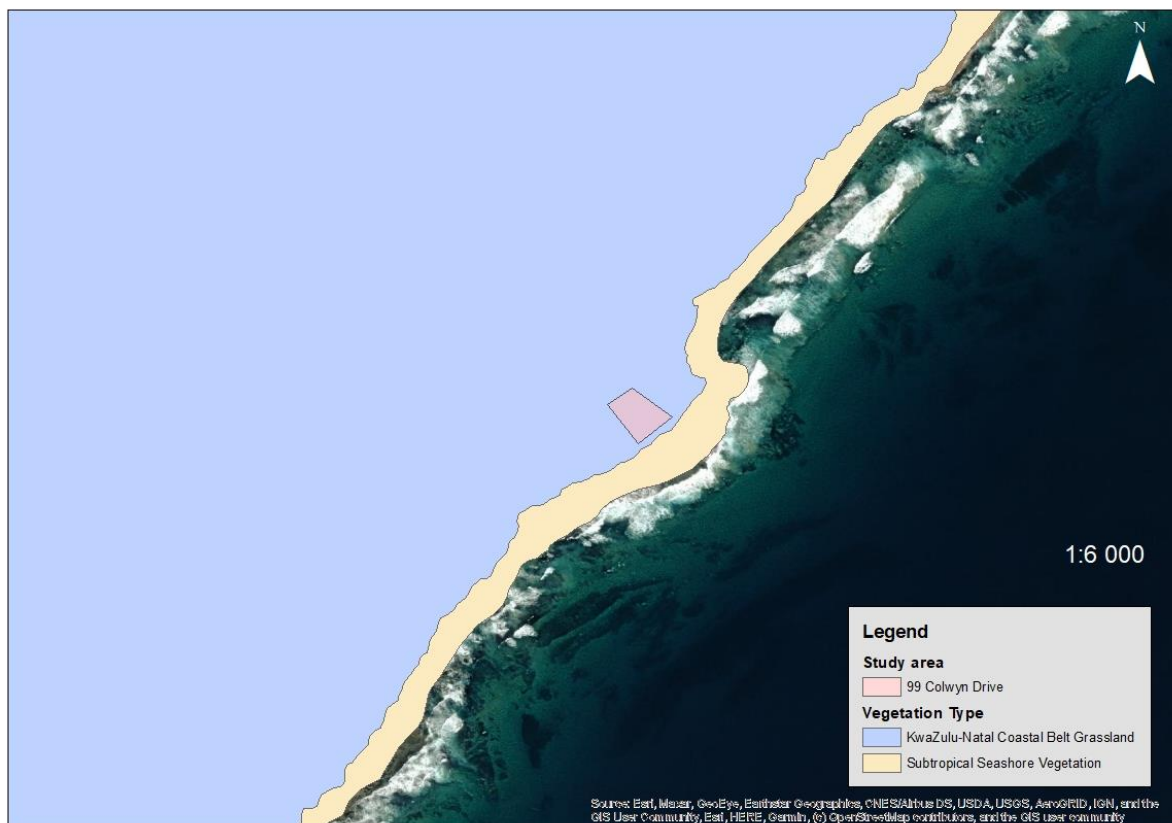 N
1:6 000
Legend
Study area
99 Colwyn Drive
Vegetation Type
KwaZulu-Natal Coastal Belt Grassland
Subtropical Seashore Vegetation
Source: Esri, Maxar, GeoEye, Earthstar Geographics, CNES/Airbus DS, USDA, USGS, AeroGRID, IGN, and the
GIS User Community, Esri, HERE, Garmin, (c) OpenStreetMap contributors, and the GIS user community